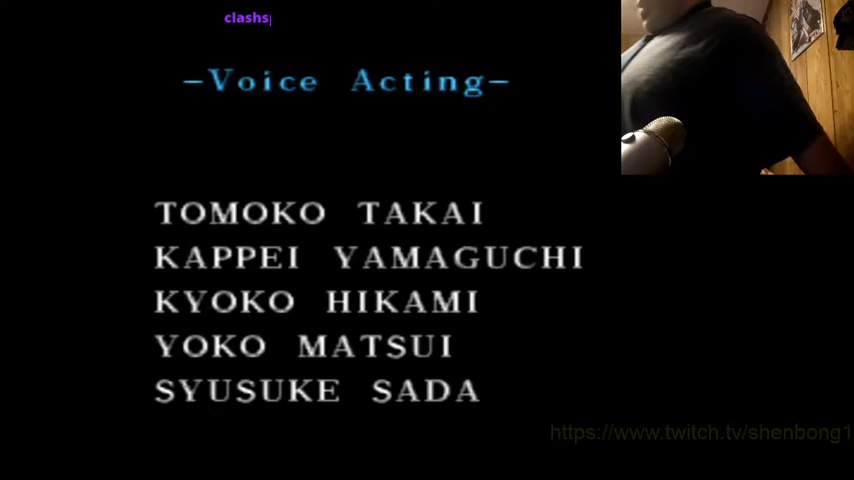 clashs
-Voice Acting-
TOMOKO TAKAI
KAPPEI YAMAGUCHI
KYOKO HIKAMI
YOKO MATSUI
SYUSUKE SADA
https://www.twitch.tv/shenbong1